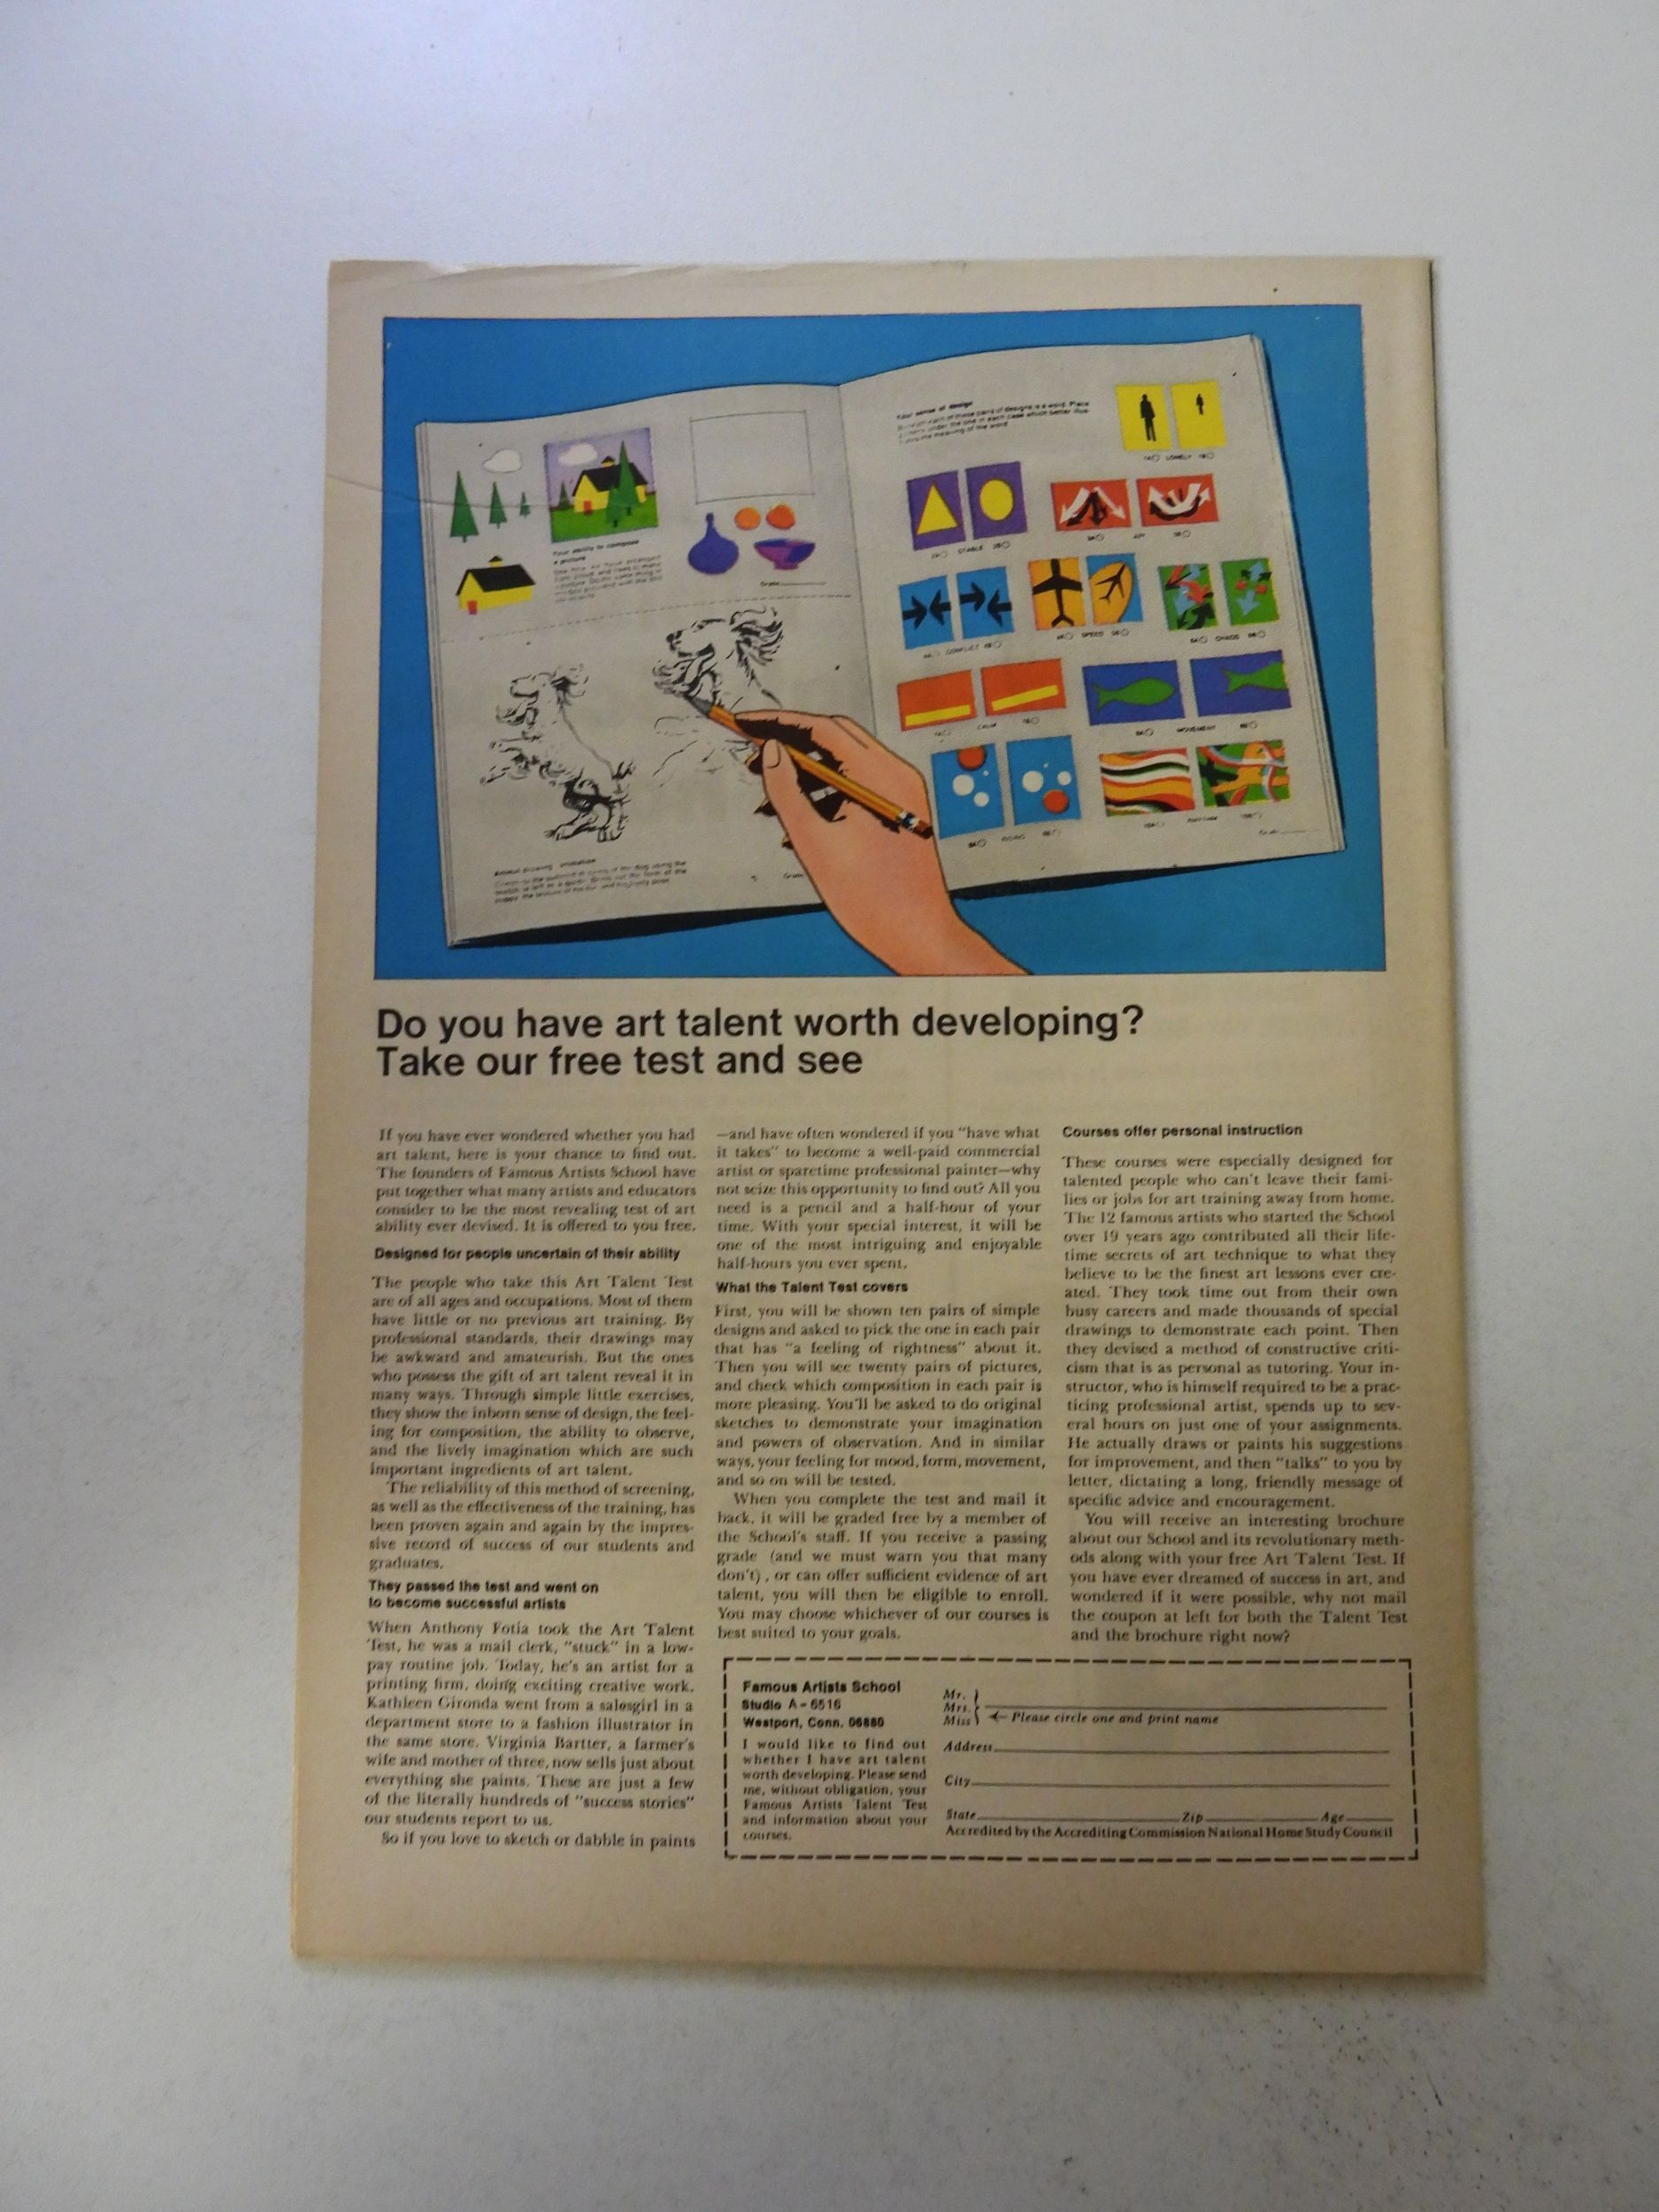 Your ability to compose
a picture
Your sense of design
1A LONELY 1B
STABLE
CONFLICT
SPEED
CHAOS
CALM
MOVEMENT
Do you have art talent worth developing?
Take our free test and see
If you have ever wondered whether you had
art talent, here is your chance to find out.
The founders of Famous Artists School have
put together what many artists and educators
consider to be the most revealing test of art
ability ever devised. It is offered to you free.
Designed for people uncertain of their ability
The people who take this Art Talent Test
are of all ages and occupations. Most of them
have little or no previous art training. By
professional standards, their drawings may
be awkward and amateurish. But the ones
who possess the gift of art talent reveal it in
many ways. Through simple little exercises,
they show the inborn sense of design, the feel-
ing for composition, the ability to observe,
and the lively imagination which are such
important ingredients of art talent.
The reliability of this method of screening,
as well as the effectiveness of the training, has
been proven again and again by the impres-
sive record of success of our students and
graduates.
They passed the test and went on
to become successful artists
When Anthony Fotia took the Art Talent
Test, he was a mail clerk, "stuck" in a low-
pay routine job. Today, he's an artist for a
printing firm, doing exciting creative work.
Kathleen Gironda went from a salesgirl in a
department store to a fashion illustrator in
the same store. Virginia Bartter, a farmer's
wife and mother of three, now sells just about
everything she paints. These are just a few
of the literally hundreds of "success stories"
our students report to us.
So if you love to sketch or dabble in paints
—and have often wondered if you "have what
it takes" to become a well-paid commercial
artist or sparetime professional painter—why
not seize this opportunity to find out? All you
need is a pencil and a half-hour of your
time. With your special interest, it will be
one of the most intriguing and enjoyable
half-hours you ever spent.
What the Talent Test covers
First, you will be shown ten pairs of simple
designs and asked to pick the one in each pair
that has "a feeling of rightness" about it.
Then you will see twenty pairs of pictures,
and check which composition in each pair is
more pleasing. You'll be asked to do original
sketches to demonstrate your imagination
and powers of observation. And in similar
ways, your feeling for mood, form, movement,
and so on will be tested.
When you complete the test and mail it
back, it will be graded free by a member of
the School's staff. If you receive a passing
grade (and we must warn you that many
don't), or can offer sufficient evidence of art
talent, you will then be eligible to enroll.
You may choose whichever of our courses is
best suited to your goals.
Courses offer personal instruction
These courses were especially designed for
talented people who can't leave their fami-
lies or jobs for art training away from home.
The 12 famous artists who started the School
over 19 years ago contributed all their life-
time secrets of art technique to what they
believe to be the finest art lessons ever cre-
ated. They took time out from their own
busy careers and made thousands of special
drawings to demonstrate each point. Then
they devised a method of constructive criti-
cism that is as personal as tutoring. Your in-
structor, who is himself required to be a prac-
ticing professional artist, spends up to sev-
eral hours on just one of your assignments.
He actually draws or paints his suggestions
for improvement, and then "talks" to you by
letter, dictating a long, friendly message of
specific advice and encouragement.
You will receive an interesting brochure
about our School and its revolutionary meth-
ods along with your free Art Talent Test. If
you have ever dreamed of success in art, and
wondered if it were possible, why not mail
the coupon at left for both the Talent Test
and the brochure right now?
Famous Artists School
Studio A-6516
Westport, Conn. 06880
I would like to find out
whether I have art talent
worth developing. Please send
me, without obligation, your
Famous Artists Talent Test
and information about your
courses.
Mr.
Mrs.
Miss
Please circle one and print name
Address
City
State Zip Age
Accredited by the Accrediting Commission National Home Study Council